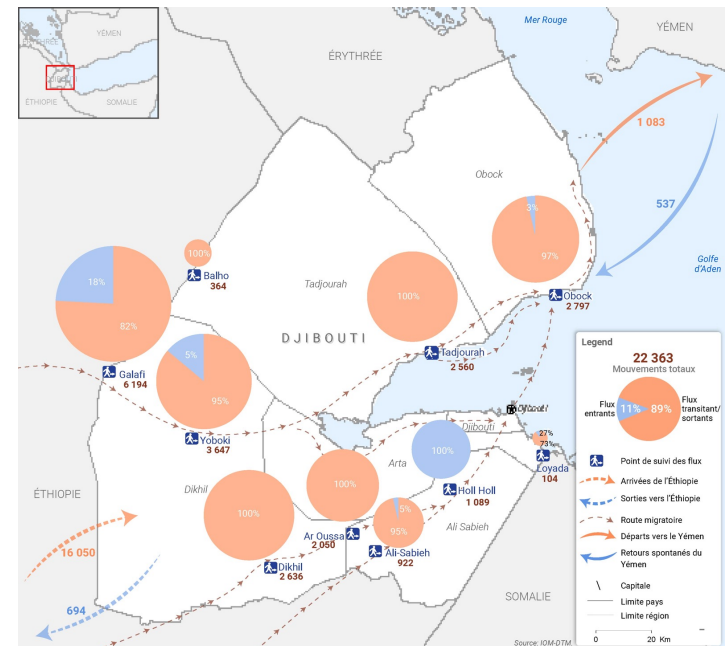 Mer Rouge
YÉMEN
YÉMEN
ÉTHIOPIE
SOMALIE
ÉRYTHRÉE
1 083
537
Golfe
d'Aden
Obock
3%
97%
Obock
2 797
100%
Balho
364
18%
82%
Galafi
6 194
Tadjourah
100%
Tadjourah
2 560
DJIBOUTI
5%
95%
Yoboki
3 647
Djibouti
27%
73%
Loyada
104
Arta
100%
Holl Holl
1 089
100%
Ar Oussa
2 050
5%
95%
Ali-Sabieh
922
Ali Sabieh
Dikhil
100%
Dikhil
2 636
ÉTHIOPIE
16 050
694
SOMALIE
Legend
22 363
Mouvements totaux
Flux
entrants
11%
89%
Flux
transitant/
sortants
Point de suivi des flux
Arrivées de l'Éthiopie
Sorties vers l'Éthiopie
Route migratoire
Départs vers le Yémen
Retours spontanés du
Yémen
Capitale
Limite pays
Limite région
0
20
Km
Source: IOM-DTM